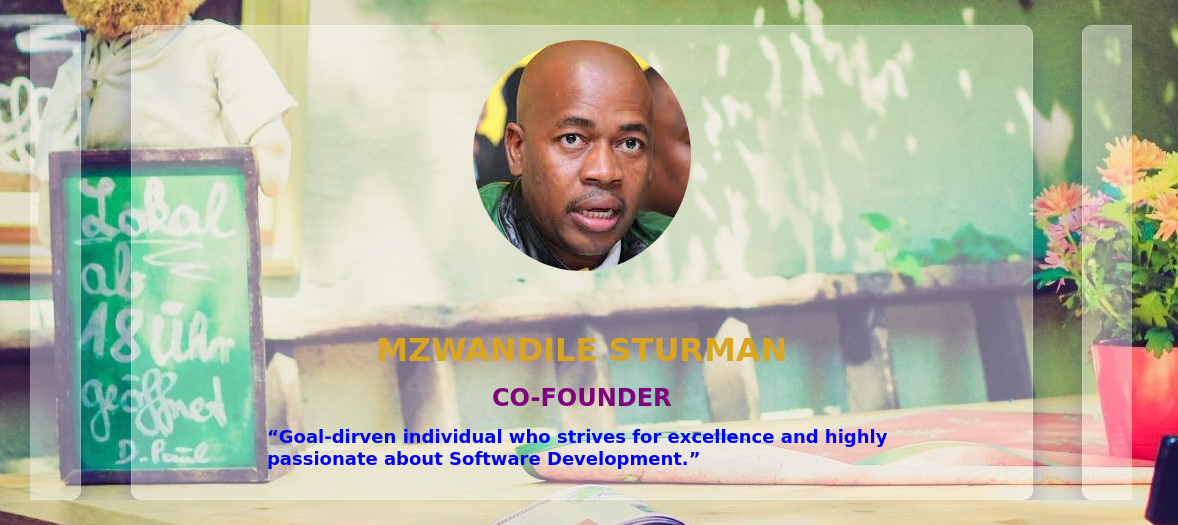 Lokal
ab
18 Uhr
geöffnet
D. Paul
MZWANDILE STURMAN
CO-FOUNDER
“Goal-dirven individual who strives for excellence and highly
passionate about Software Development.”